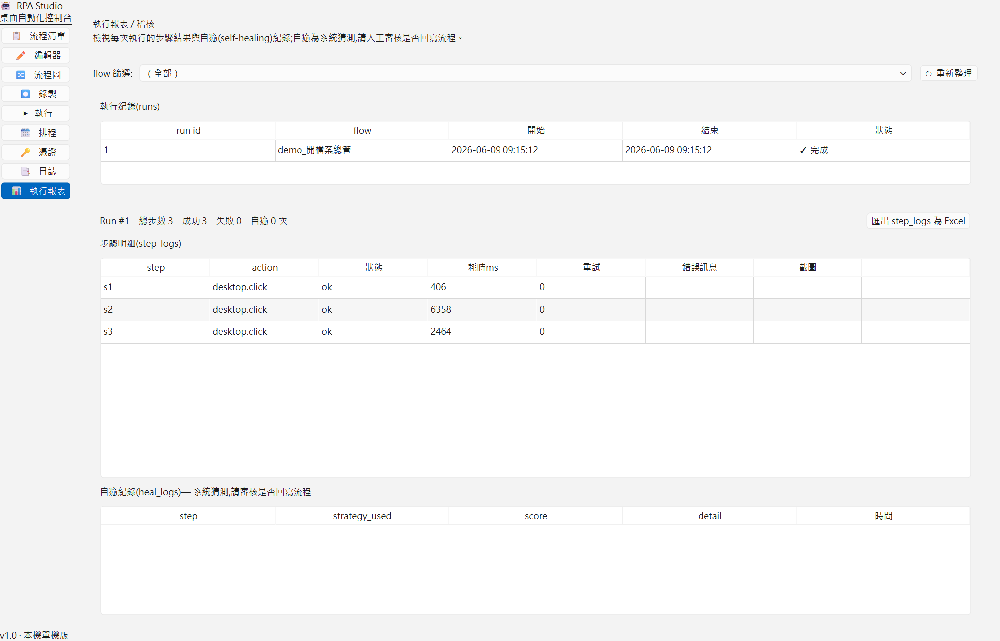 RPA Studio
桌面自動化控制台
流程清單
編輯器
流程圖
錄製
執行
排程
憑證
日誌
執行報表
v1.0 · 本機單機版
執行報表 / 稽核
檢視每次執行的步驟結果與自癒(self-healing)紀錄;自癒為系統猜測,請人工審核是否回寫流程。
flow 篩選: (全部) 重新整理
執行紀錄(runs)
run id flow 開始 結束 狀態
1 demo_開檔案總管 2026-06-09 09:15:12 2026-06-09 09:15:12 ✓ 完成
Run #1 總步數 3 成功 3 失敗 0 自癒 0 次 匯出 step_logs 為 Excel
步驟明細(step_logs)
step action 狀態 耗時ms 重試 錯誤訊息 截圖
s1 desktop.click ok 406 0
s2 desktop.click ok 6358 0
s3 desktop.click ok 2464 0
自癒紀錄(heal_logs)— 系統猜測,請審核是否回寫流程
step strategy_used score detail 時間